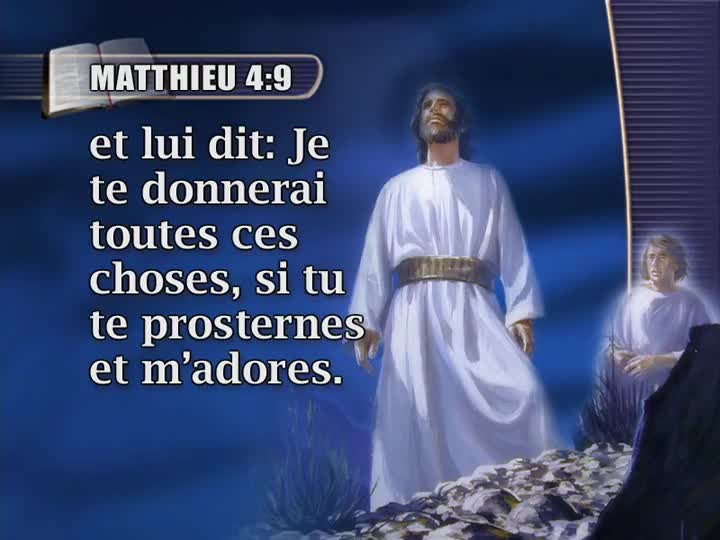 MATTHIEU 4:9
et lui dit: Je
te donnerai
toutes ces
choses, si tu
te prosternes
et m’adores.